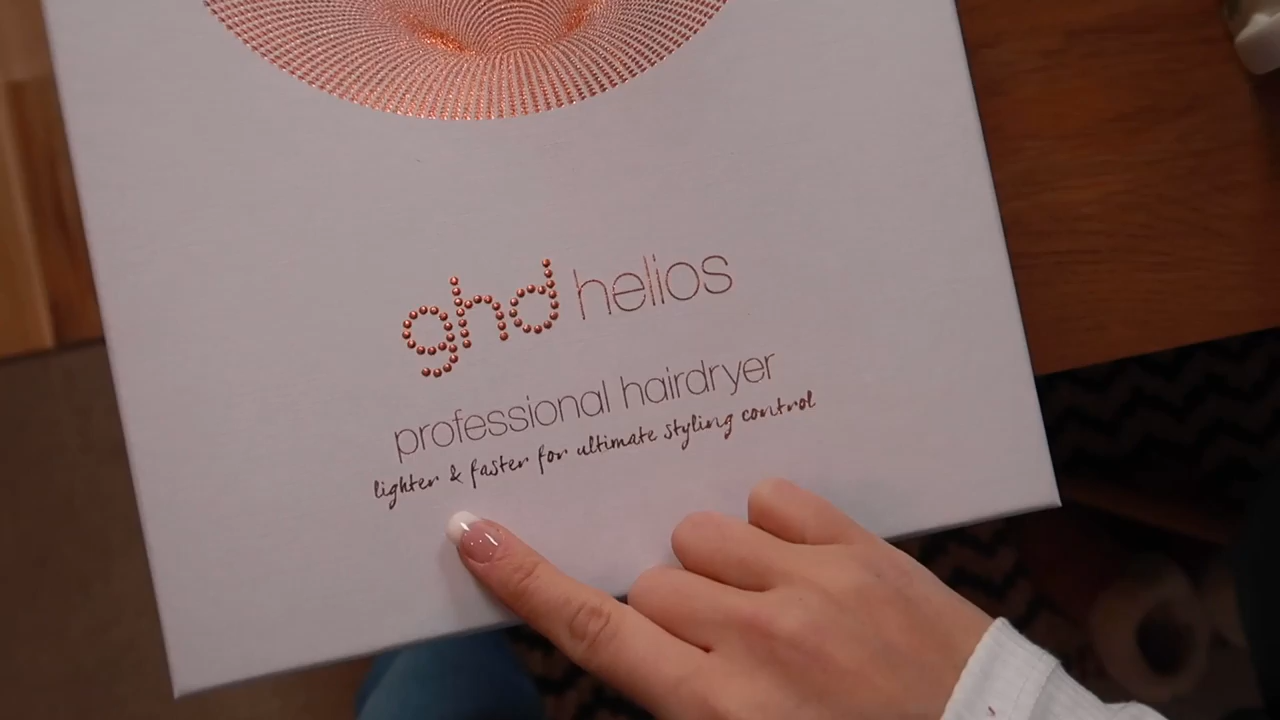 ghd helios
professional hairdryer
lighter & faster for ultimate styling control